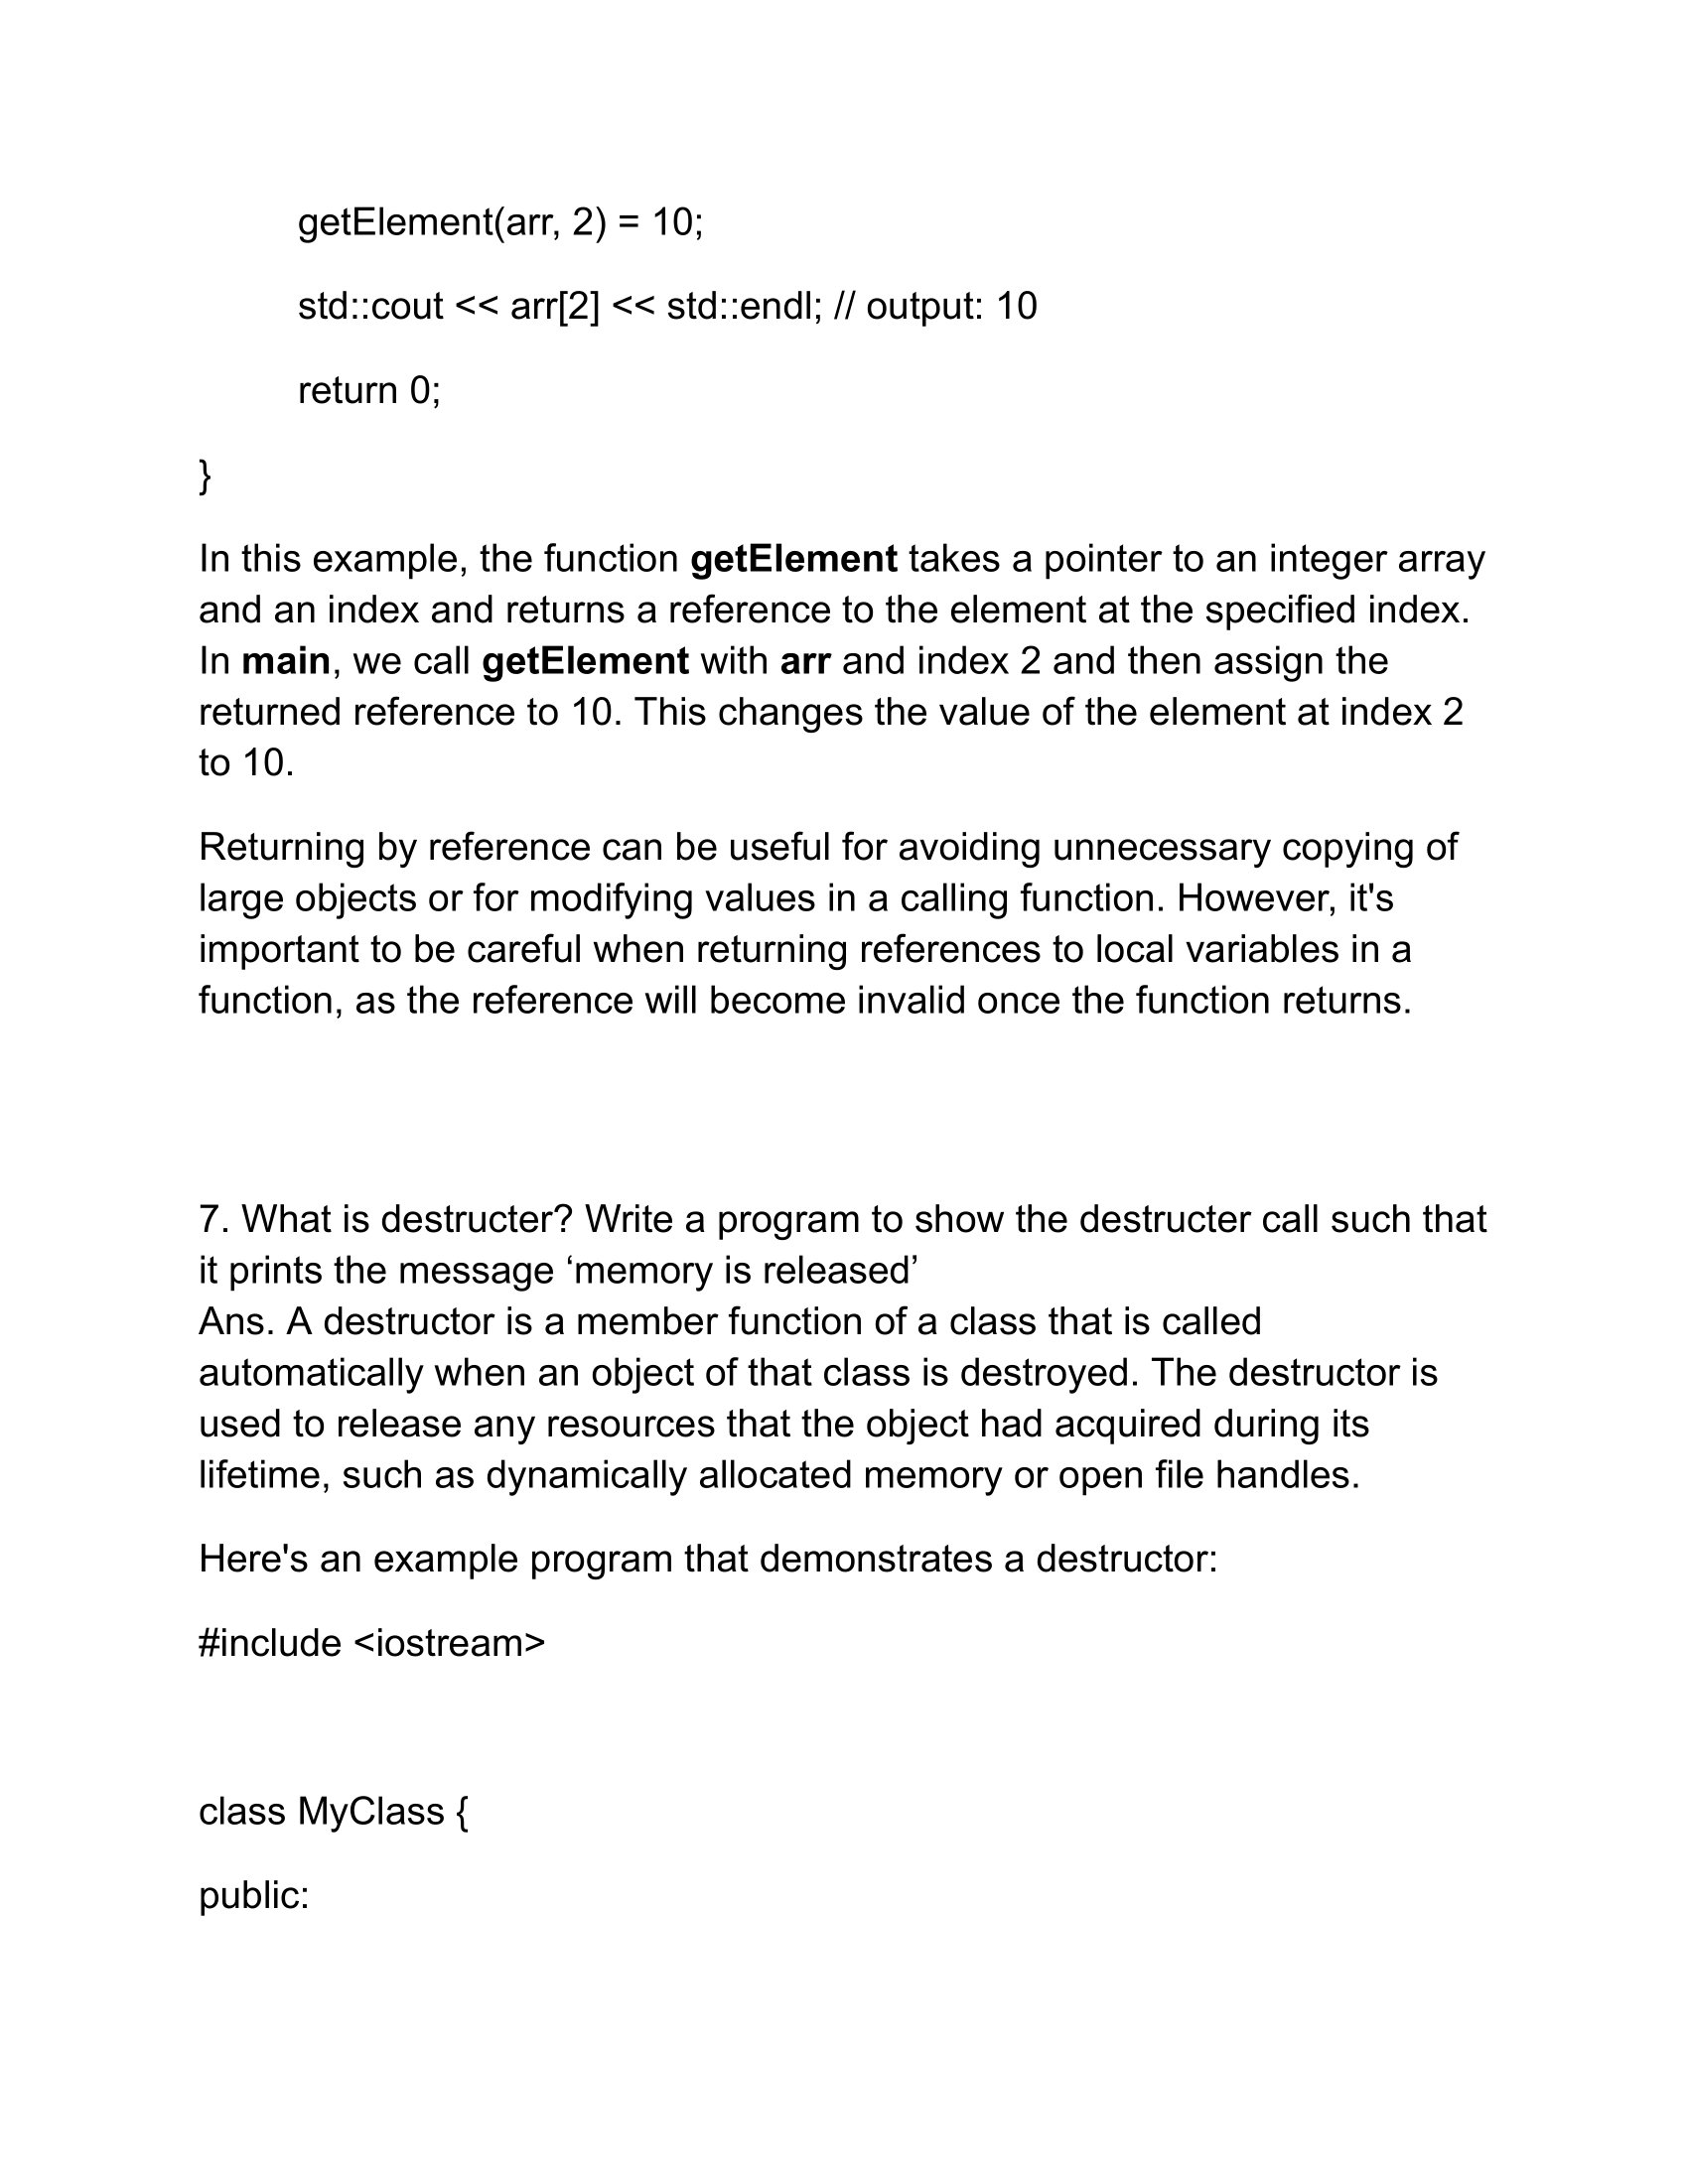 getElement(arr, 2) = 10;
std::cout << arr[2] << std::endl; // output: 10
return 0;
}
In this example, the function getElement takes a pointer to an integer array
and an index and returns a reference to the element at the specified index.
In main, we call getElement with arr and index 2 and then assign the
returned reference to 10. This changes the value of the element at index 2
to 10.
Returning by reference can be useful for avoiding unnecessary copying of
large objects or for modifying values in a calling function. However, it's
important to be careful when returning references to local variables in a
function, as the reference will become invalid once the function returns.
7. What is destructer? Write a program to show the destructer call such that
it prints the message ‘memory is released’
Ans. A destructor is a member function of a class that is called
automatically when an object of that class is destroyed. The destructor is
used to release any resources that the object had acquired during its
lifetime, such as dynamically allocated memory or open file handles.
Here's an example program that demonstrates a destructor:
#include <iostream>
class MyClass {
public: